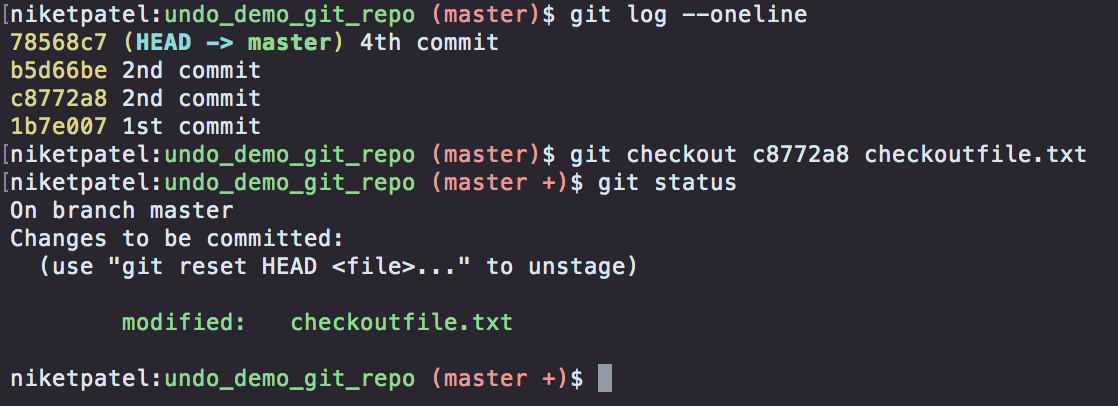 [niketpatel:undo_demo_git_repo (master)$ git log --oneline
78568c7 (HEAD -> master) 4th commit
b5d66be 2nd commit
c8772a8 2nd commit
1b7e007 1st commit
[niketpatel:undo_demo_git_repo (master)$ git checkout c8772a8 checkoutfile.txt
[niketpatel:undo_demo_git_repo (master +)$ git status
On branch master
Changes to be committed:
  (use "git reset HEAD <file>..." to unstage)

        modified:   checkoutfile.txt

niketpatel:undo_demo_git_repo (master +)$